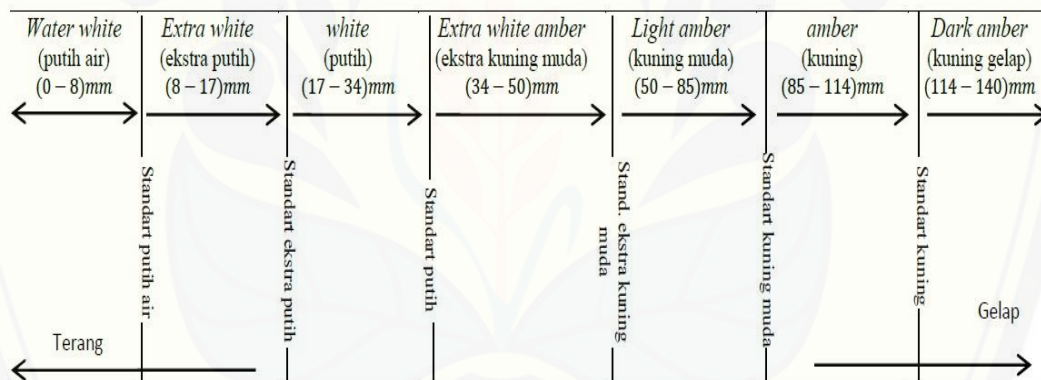 Water white
(putih air)
(0 – 8)mm
Extra white
(ekstra putih)
(8 – 17)mm
white
(putih)
(17 – 34)mm
Extra white amber
(ekstra kuning muda)
(34 – 50)mm
Light amber
(kuning muda)
(50 – 85)mm
amber
(kuning)
(85 – 114)mm
Dark amber
(kuning gelap)
(114 – 140)mm
Standart putih air
Standart ekstra putih
Standart putih
Stand. ekstra kuning
muda
Standart kuning muda
Standart kuning
Terang
Gelap